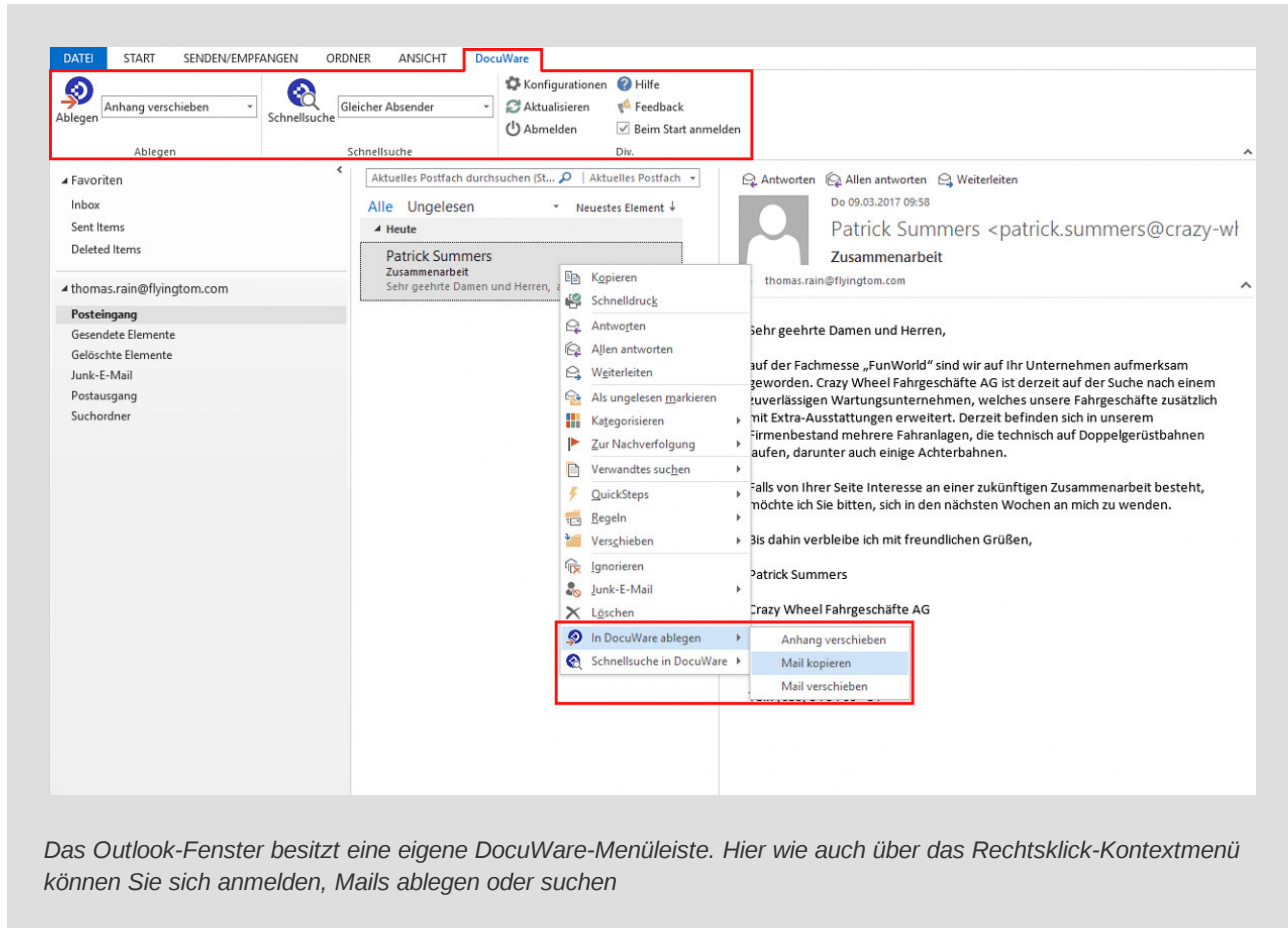 DATEI START SENDEN/EMPFANGEN ORDNER ANSICHT DocuWare
Ablegen
Anhang verschieben
Ablegen
Schnellsuche
Gleicher Absender
Schnellsuche
Konfigurationen
Aktualisieren
Abmelden
Hilfe
Feedback
Beim Start anmelden
Div.
Favoriten
Inbox
Sent Items
Deleted Items
thomas.rain@flyingtom.com
Posteingang
Gesendete Elemente
Gelöschte Elemente
Junk-E-Mail
Postausgang
Suchordner
Aktuelles Postfach durchsuchen (St... Aktuelles Postfach
Alle Ungelesen Neuestes Element
Heute
Patrick Summers
Zusammenarbeit
Sehr geehrte Damen und Herren,
Kopieren
Schnelldruck
Antworten
Allen antworten
Weiterleiten
Als ungelesen markieren
Kategorisieren
Zur Nachverfolgung
Verwandtes suchen
QuickSteps
Regeln
Verschieben
Ignorieren
Junk-E-Mail
Löschen
In DocuWare ablegen
Schnellsuche in DocuWare
Anhang verschieben
Mail kopieren
Mail verschieben
Antworten Allen antworten Weiterleiten
Do 09.03.2017 09:58
Patrick Summers <patrick.summers@crazy-wl
Zusammenarbeit
thomas.rain@flyingtom.com
Sehr geehrte Damen und Herren,
auf der Fachmesse „FunWorld“ sind wir auf Ihr Unternehmen aufmerksam
geworden. Crazy Wheel Fahrgeschäfte AG ist derzeit auf der Suche nach einem
zuverlässigen Wartungsunternehmen, welches unsere Fahrgeschäfte zusätzlich
mit Extra-Ausstattungen erweitert. Derzeit befinden sich in unserem
Firmenbestand mehrere Fahranlagen, die technisch auf Doppelgerüstbahnen
laufen, darunter auch einige Achterbahnen.
Falls von Ihrer Seite Interesse an einer zukünftigen Zusammenarbeit besteht,
möchte ich Sie bitten, sich in den nächsten Wochen an mich zu wenden.
Bis dahin verbleibe ich mit freundlichen Grüßen,
Patrick Summers
Crazy Wheel Fahrgeschäfte AG
Das Outlook-Fenster besitzt eine eigene DocuWare-Menüleiste. Hier wie auch über das Rechtsklick-Kontextmenü
können Sie sich anmelden, Mails ablegen oder suchen